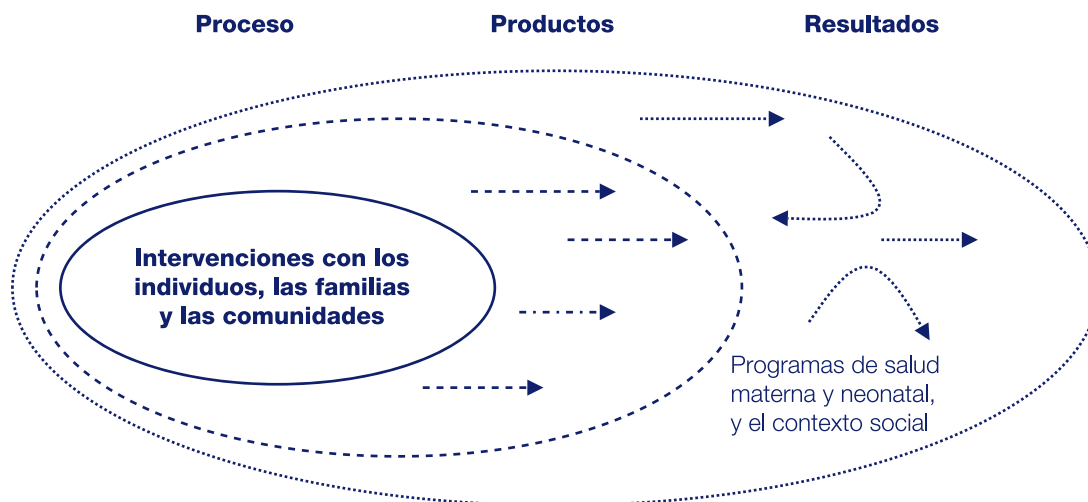 Proceso Productos Resultados
Intervenciones con los
individuos, las familias
y las comunidades
Programas de salud
materna y neonatal,
y el contexto social